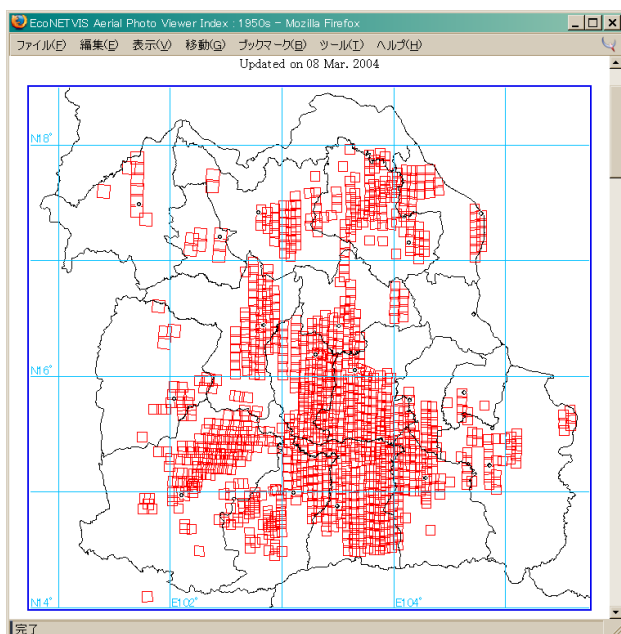 EcoNETVIS Aerial Photo Viewer Index : 1950s - Mozilla Firefox
ファイル(F) 編集(E) 表示(V) 移動(G) ブックマーク(B) ツール(T) ヘルプ(H)
Updated on 08 Mar. 2004
N18°
N16°
N14° E102° E104°
完了